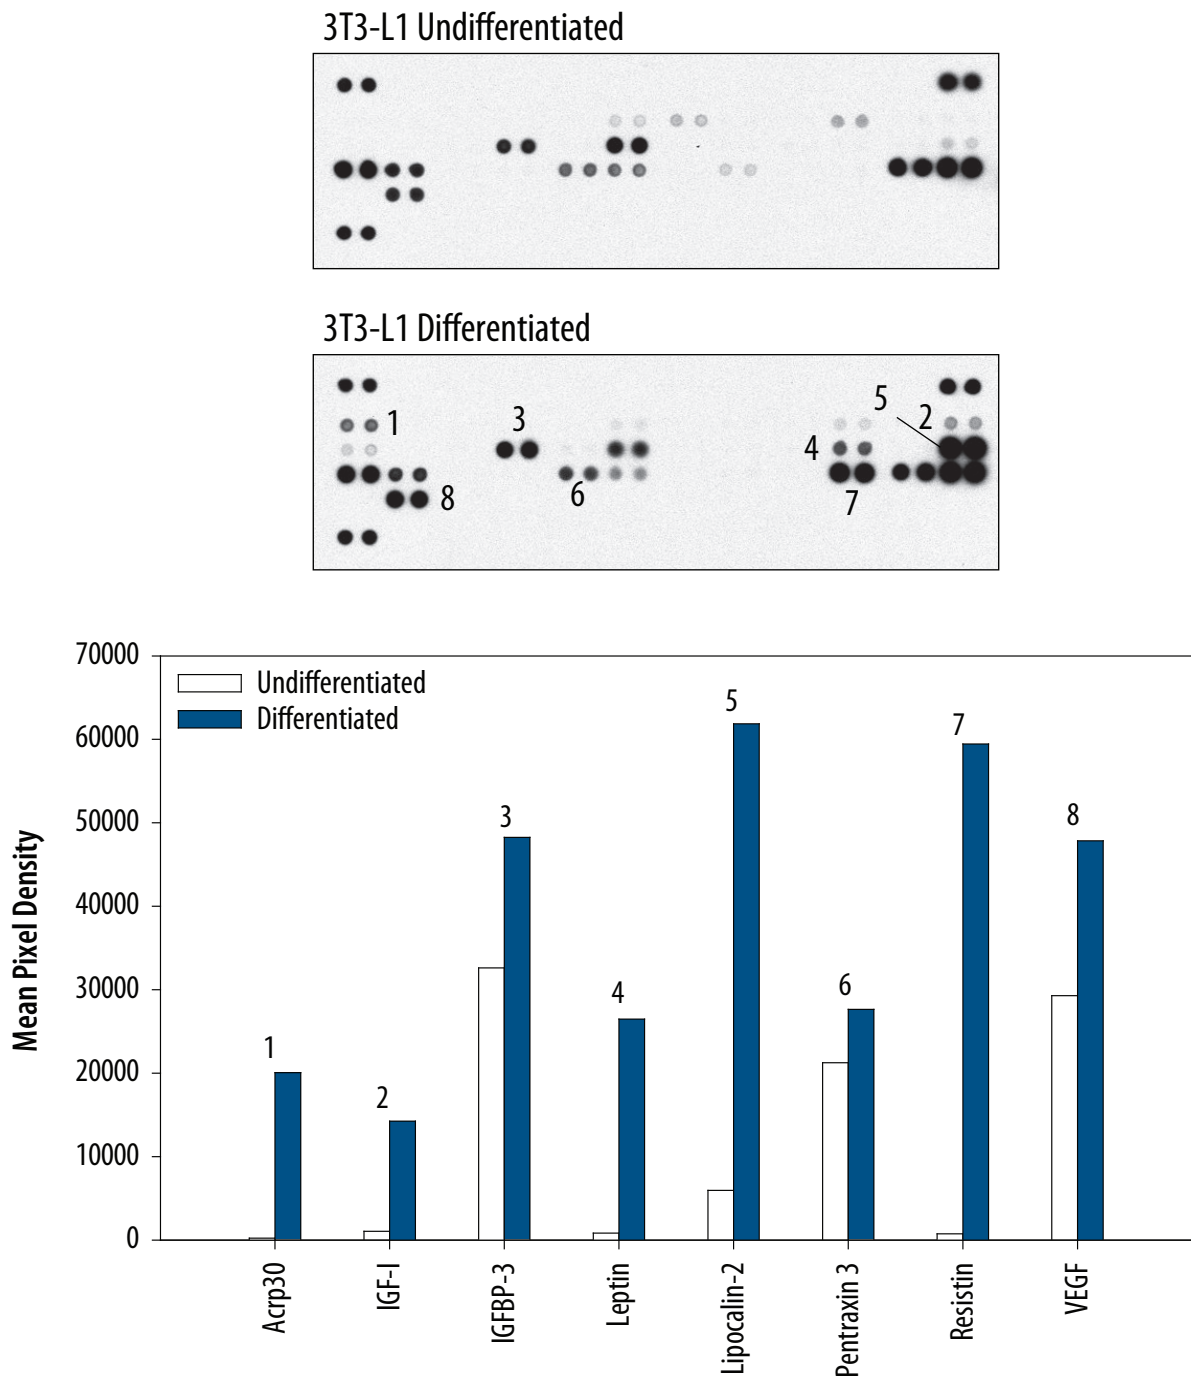 3T3-L1 Undifferentiated
3T3-L1 Differentiated
1
3
5
2
4
6
7
8
70000
60000
50000
40000
30000
20000
10000
0
Mean Pixel Density
Undifferentiated
Differentiated
1
2
3
4
5
6
7
8
Acrp30
IGF-I
IGFBP-3
Leptin
Lipocalin-2
Pentraxin 3
Resistin
VEGF